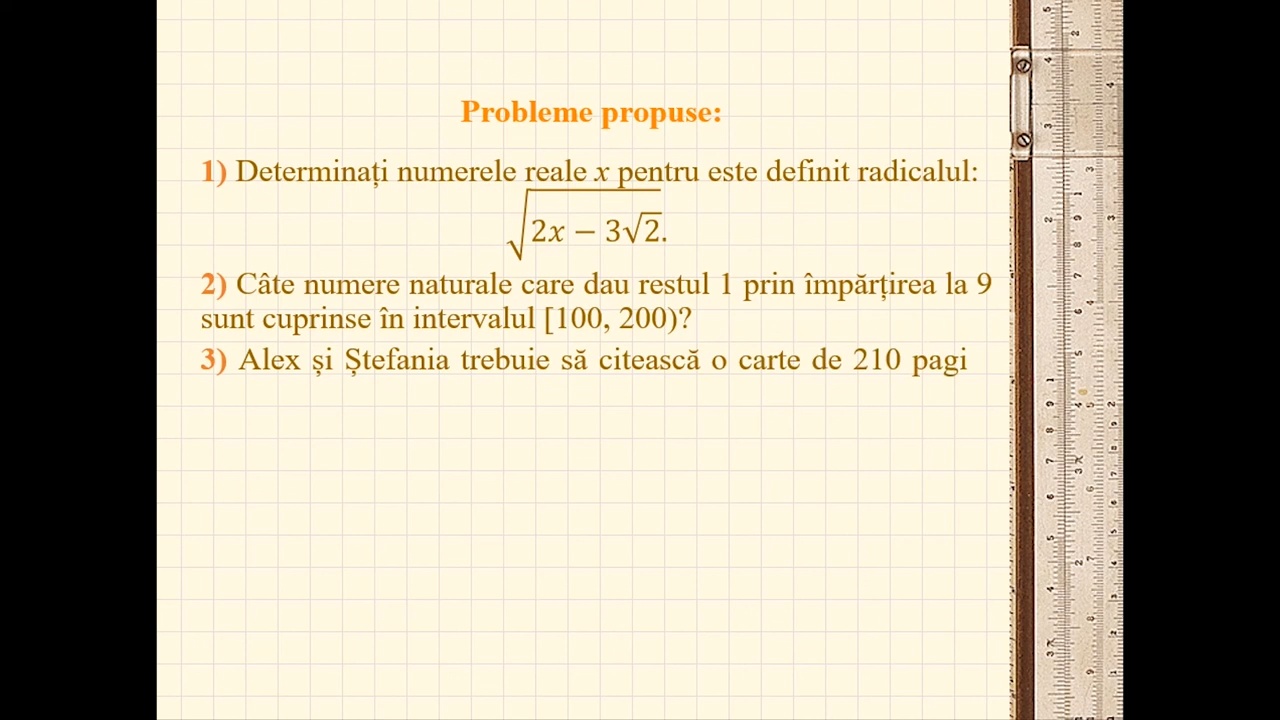 Probleme propuse:
1) Determinați numerele reale x pentru este definit radicalul:
√(2x − 3√2).
2) Câte numere naturale care dau restul 1 prin împărțirea la 9
sunt cuprinse în intervalul [100, 200)?
3) Alex și Ștefania trebuie să citească o carte de 210 pagi